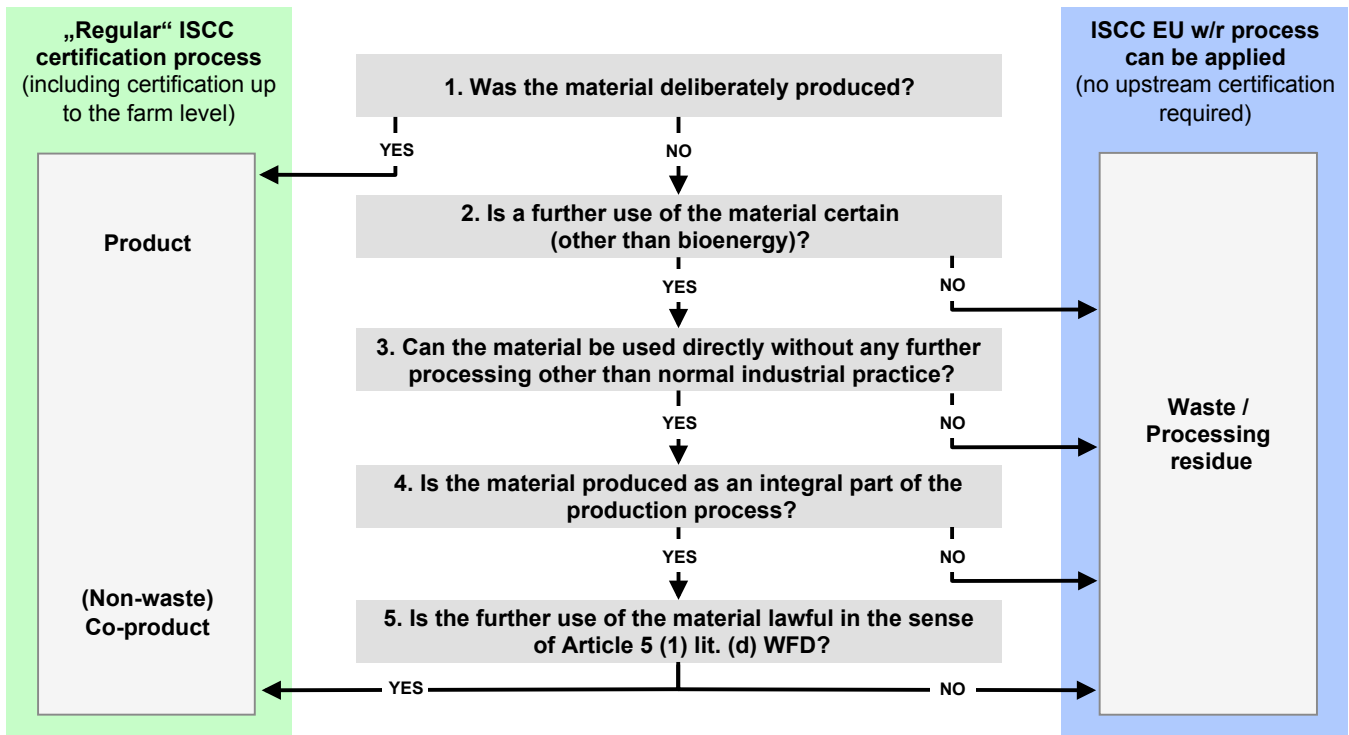 „Regular“ ISCC
certification process
(including certification up
to the farm level)
Product
(Non-waste)
Co-product
1. Was the material deliberately produced?
YES
NO
2. Is a further use of the material certain
(other than bioenergy)?
YES
NO
3. Can the material be used directly without any further
processing other than normal industrial practice?
YES
NO
4. Is the material produced as an integral part of the
production process?
YES
NO
5. Is the further use of the material lawful in the sense
of Article 5 (1) lit. (d) WFD?
YES
NO
ISCC EU w/r process
can be applied
(no upstream certification
required)
Waste /
Processing
residue